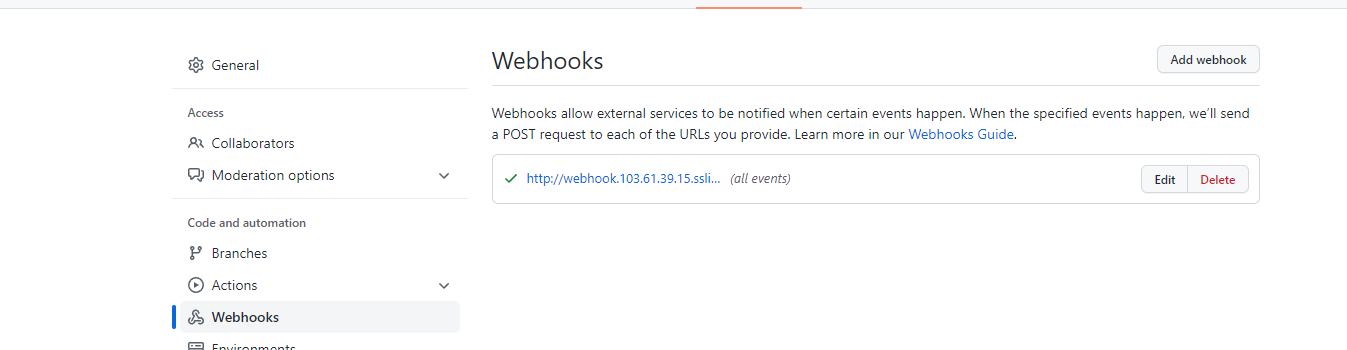 General
Access
Collaborators
Moderation options
Code and automation
Branches
Actions
Webhooks
Environments
Webhooks
Add webhook
Webhooks allow external services to be notified when certain events happen. When the specified events happen, we’ll send
a POST request to each of the URLs you provide. Learn more in our Webhooks Guide.
http://webhook.103.61.39.15.ssli... (all events)
Edit Delete